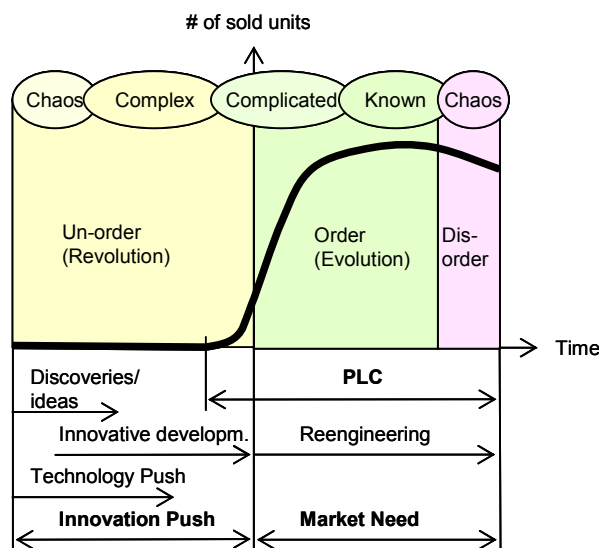 # of sold units
Chaos
Complex
Complicated
Known
Chaos
Un-order
(Revolution)
Order
(Evolution)
Dis-
order
Time
Discoveries/
ideas
PLC
Innovative developm.
Reengineering
Technology Push
Innovation Push
Market Need